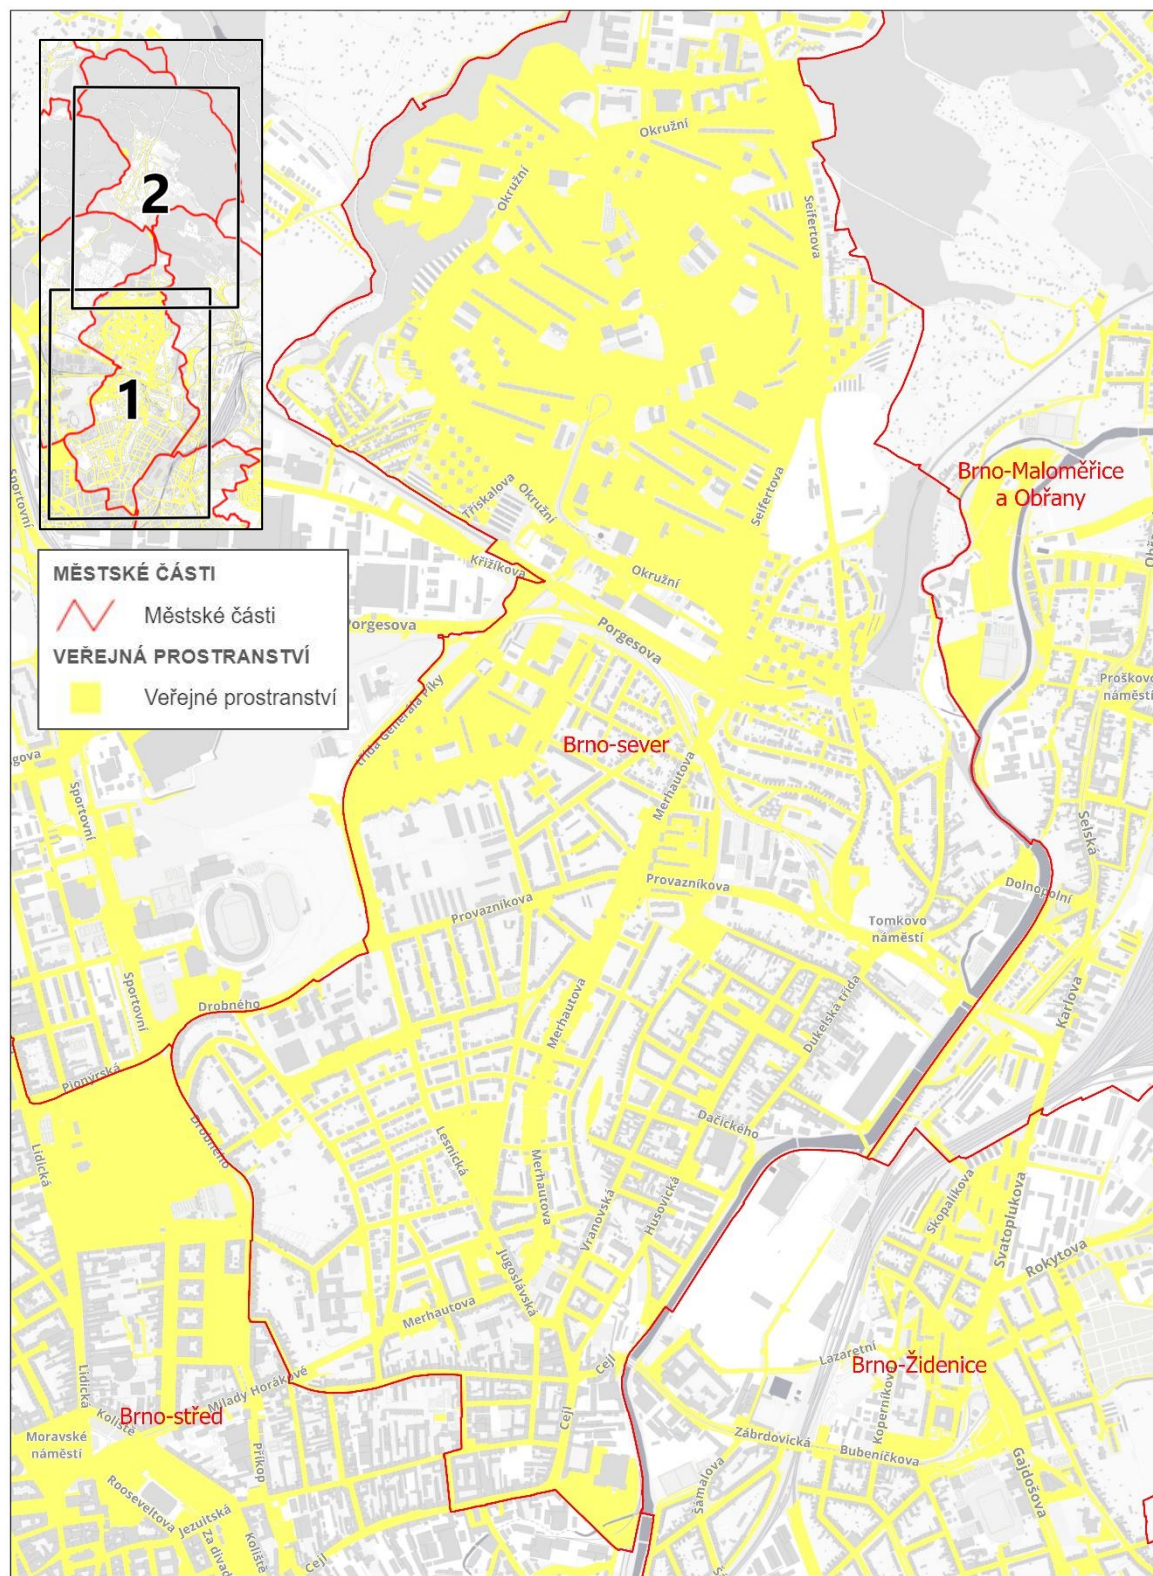 2
1
MĚSTSKÉ ČÁSTI
Městské části
VEŘEJNÁ PROSTRANSTVÍ
Veřejné prostranství
Okružní
Okružní
Seifertova
Sportovní
Třískalova
Okružní
Seifertova
Brno-Maloměřice
a Obřany
Křižíkova
Okružní
Porgesova
Porgesova
třída Generála Píky
Proškovo
náměstí
Brno-sever
Sportovní
Merhautova
Selská
Provazníkova
Provazníkova
Dolnopolní
Tomkovo
náměstí
Sportovní
Drobného
Merhautova
Dukelská třída
Karlova
Pionýrská
Drobného
Lidická
Lesnická
Merhautova
Dačického
Vranovská
Husovická
Skopalíkova
Svatoplukova
Rokytova
Jugoslávská
Merhautova
Cejl
Lazaretní
Brno-Židenice
Lidická
Milady Horákové
Koliště
Brno-střed
Moravské
náměstí
Příkop
Cejl
Koperníkova
Zábrdovická
Bubeníčkova
Gajdošova
Šámalova
Rooseveltova
Jezuitská
Za divad
Koliště
Cejl